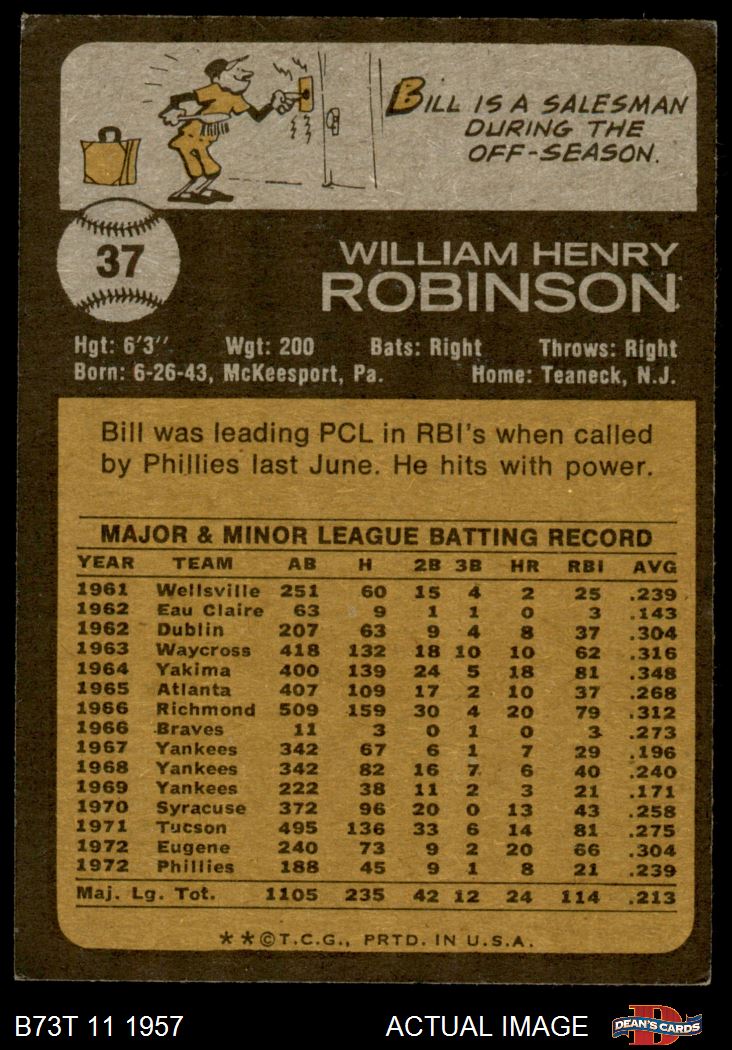 BILL IS A SALESMAN
DURING THE
OFF-SEASON.
37
WILLIAM HENRY
ROBINSON
Hgt: 6'3" Wgt: 200 Bats: Right Throws: Right
Born: 6-26-43, McKeesport, Pa. Home: Teaneck, N.J.
Bill was leading PCL in RBI's when called
by Phillies last June. He hits with power.
MAJOR & MINOR LEAGUE BATTING RECORD
YEAR TEAM AB H 2B 3B HR RBI AVG
1961 Wellsville 251 60 15 4 2 25 .239
1962 Eau Claire 63 9 1 1 0 3 .143
1962 Dublin 207 63 9 4 8 37 .304
1963 Waycross 418 132 18 10 10 62 .316
1964 Yakima 400 139 24 5 18 81 .348
1965 Atlanta 407 109 17 2 10 37 .268
1966 Richmond 509 159 30 4 20 79 .312
1966 Braves 11 3 0 1 0 3 .273
1967 Yankees 342 67 6 1 7 29 .196
1968 Yankees 342 82 16 7 6 40 .240
1969 Yankees 222 38 11 2 3 21 .171
1970 Syracuse 372 96 20 0 13 43 .258
1971 Tucson 495 136 33 6 14 81 .275
1972 Eugene 240 73 9 2 20 66 .304
1972 Phillies 188 45 9 1 8 21 .239
Maj. Lg. Tot. 1105 235 42 12 24 114 .213
**©T.C.G., PRTD. IN U.S.A.
B73T 11 1957 ACTUAL IMAGE DEAN'S CARDS